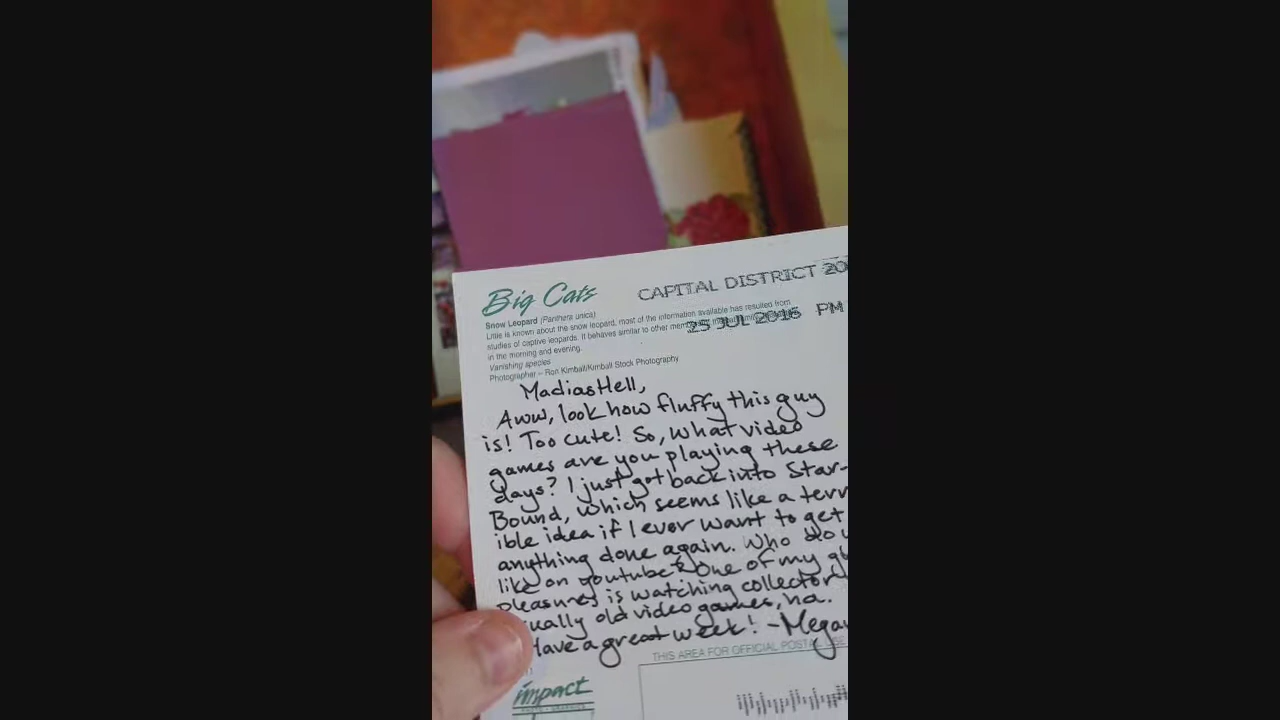 Big Cats
CAPITAL DISTRICT 20
Snow Leopard (Panthera unica)
Little is known about the snow leopard, most of the information available has resulted from
25 JUL 2016 PM
studies of captive leopards. It behaves similar to other
in the morning and evening.
Vanishing species
Photographer – Ron Kimball/Kimball Stock Photography
MadiasHell,
Aww, look how fluffy this guy
is! Too cute! So, what video
games are you playing these
days? I just got back into Star-
Bound, which seems like a terr
ible idea if I ever want to get
anything done again. Who do
like on youtube? One of my
pleasures is watching collector
ually old video games, ha.
Have a great week! -Megan
THIS AREA FOR OFFICIAL POSTAL USE
impact